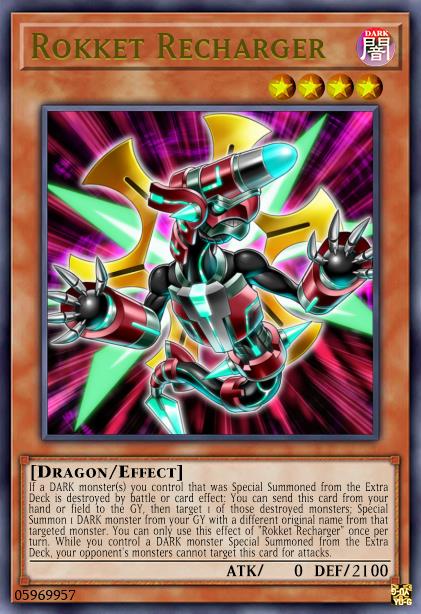 Rokket Recharger
DARK
闇
[Dragon/Effect]
If a DARK monster(s) you control that was Special Summoned from the Extra
Deck is destroyed by battle or card effect: You can send this card from your
hand or field to the GY, then target 1 of those destroyed monsters; Special
Summon 1 DARK monster from your GY with a different original name from that
targeted monster. You can only use this effect of "Rokket Recharger" once per
turn. While you control a DARK monster Special Summoned from the Extra
Deck, your opponent's monsters cannot target this card for attacks.
ATK/ 0 DEF/2100
05969957